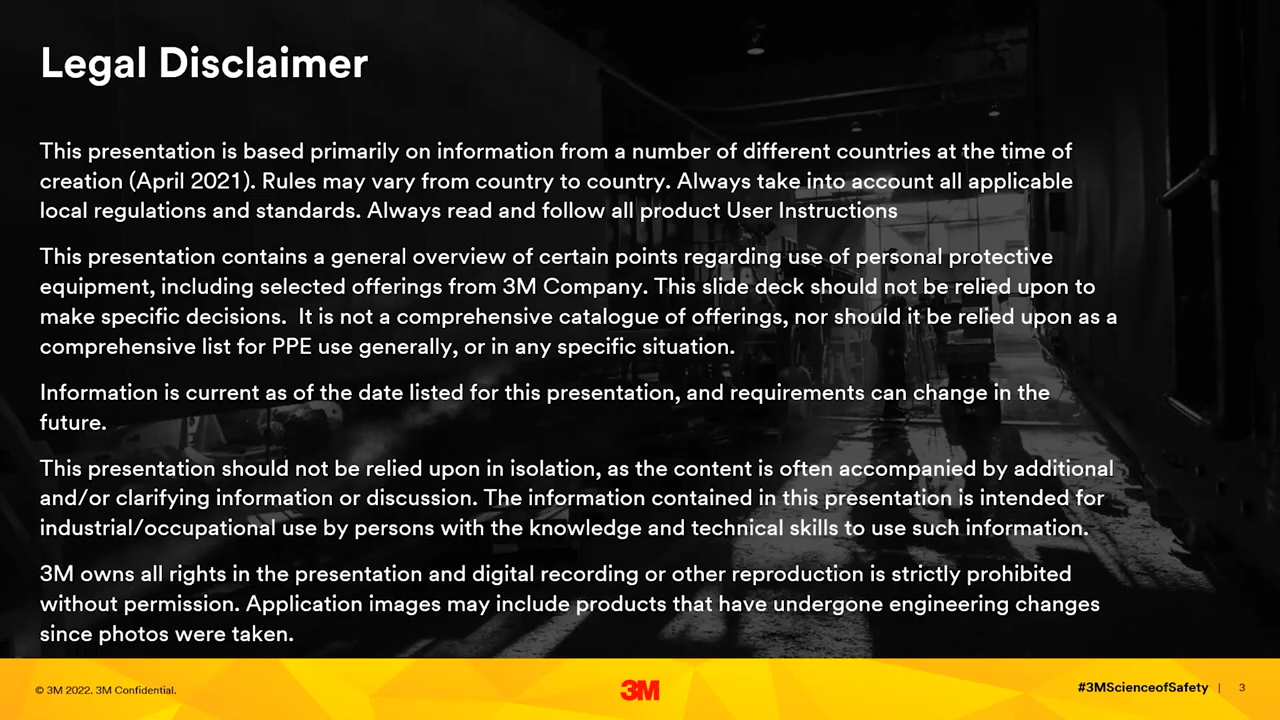 Legal Disclaimer
This presentation is based primarily on information from a number of different countries at the time of
creation (April 2021). Rules may vary from country to country. Always take into account all applicable
local regulations and standards. Always read and follow all product User Instructions
This presentation contains a general overview of certain points regarding use of personal protective
equipment, including selected offerings from 3M Company. This slide deck should not be relied upon to
make specific decisions.  It is not a comprehensive catalogue of offerings, nor should it be relied upon as a
comprehensive list for PPE use generally, or in any specific situation.
Information is current as of the date listed for this presentation, and requirements can change in the
future.
This presentation should not be relied upon in isolation, as the content is often accompanied by additional
and/or clarifying information or discussion. The information contained in this presentation is intended for
industrial/occupational use by persons with the knowledge and technical skills to use such information.
3M owns all rights in the presentation and digital recording or other reproduction is strictly prohibited
without permission. Application images may include products that have undergone engineering changes
since photos were taken.
© 3M 2022. 3M Confidential.
3M
#3MScienceofSafety | 3